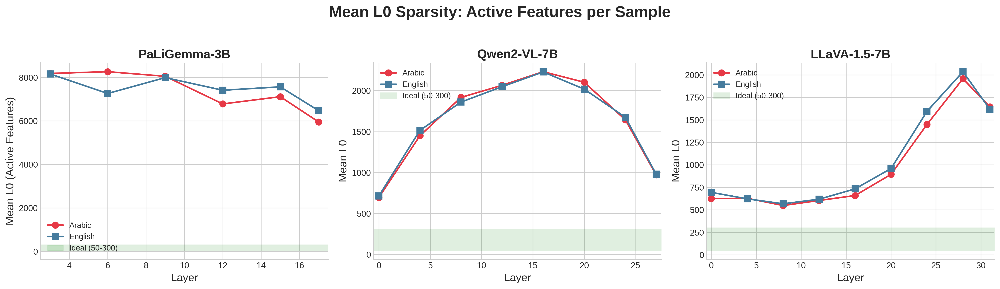 Mean L0 Sparsity: Active Features per Sample
PaLiGemma-3B
Mean L0 (Active Features)
8000
6000
4000
2000
0
Arabic
English
Ideal (50-300)
4 6 8 10 12 14 16
Layer
Qwen2-VL-7B
Mean L0
Arabic
English
Ideal (50-300)
2000
1500
1000
500
0
0 5 10 15 20 25
Layer
LLaVA-1.5-7B
Mean L0
Arabic
English
Ideal (50-300)
2000
1750
1500
1250
1000
750
500
250
0
0 5 10 15 20 25 30
Layer